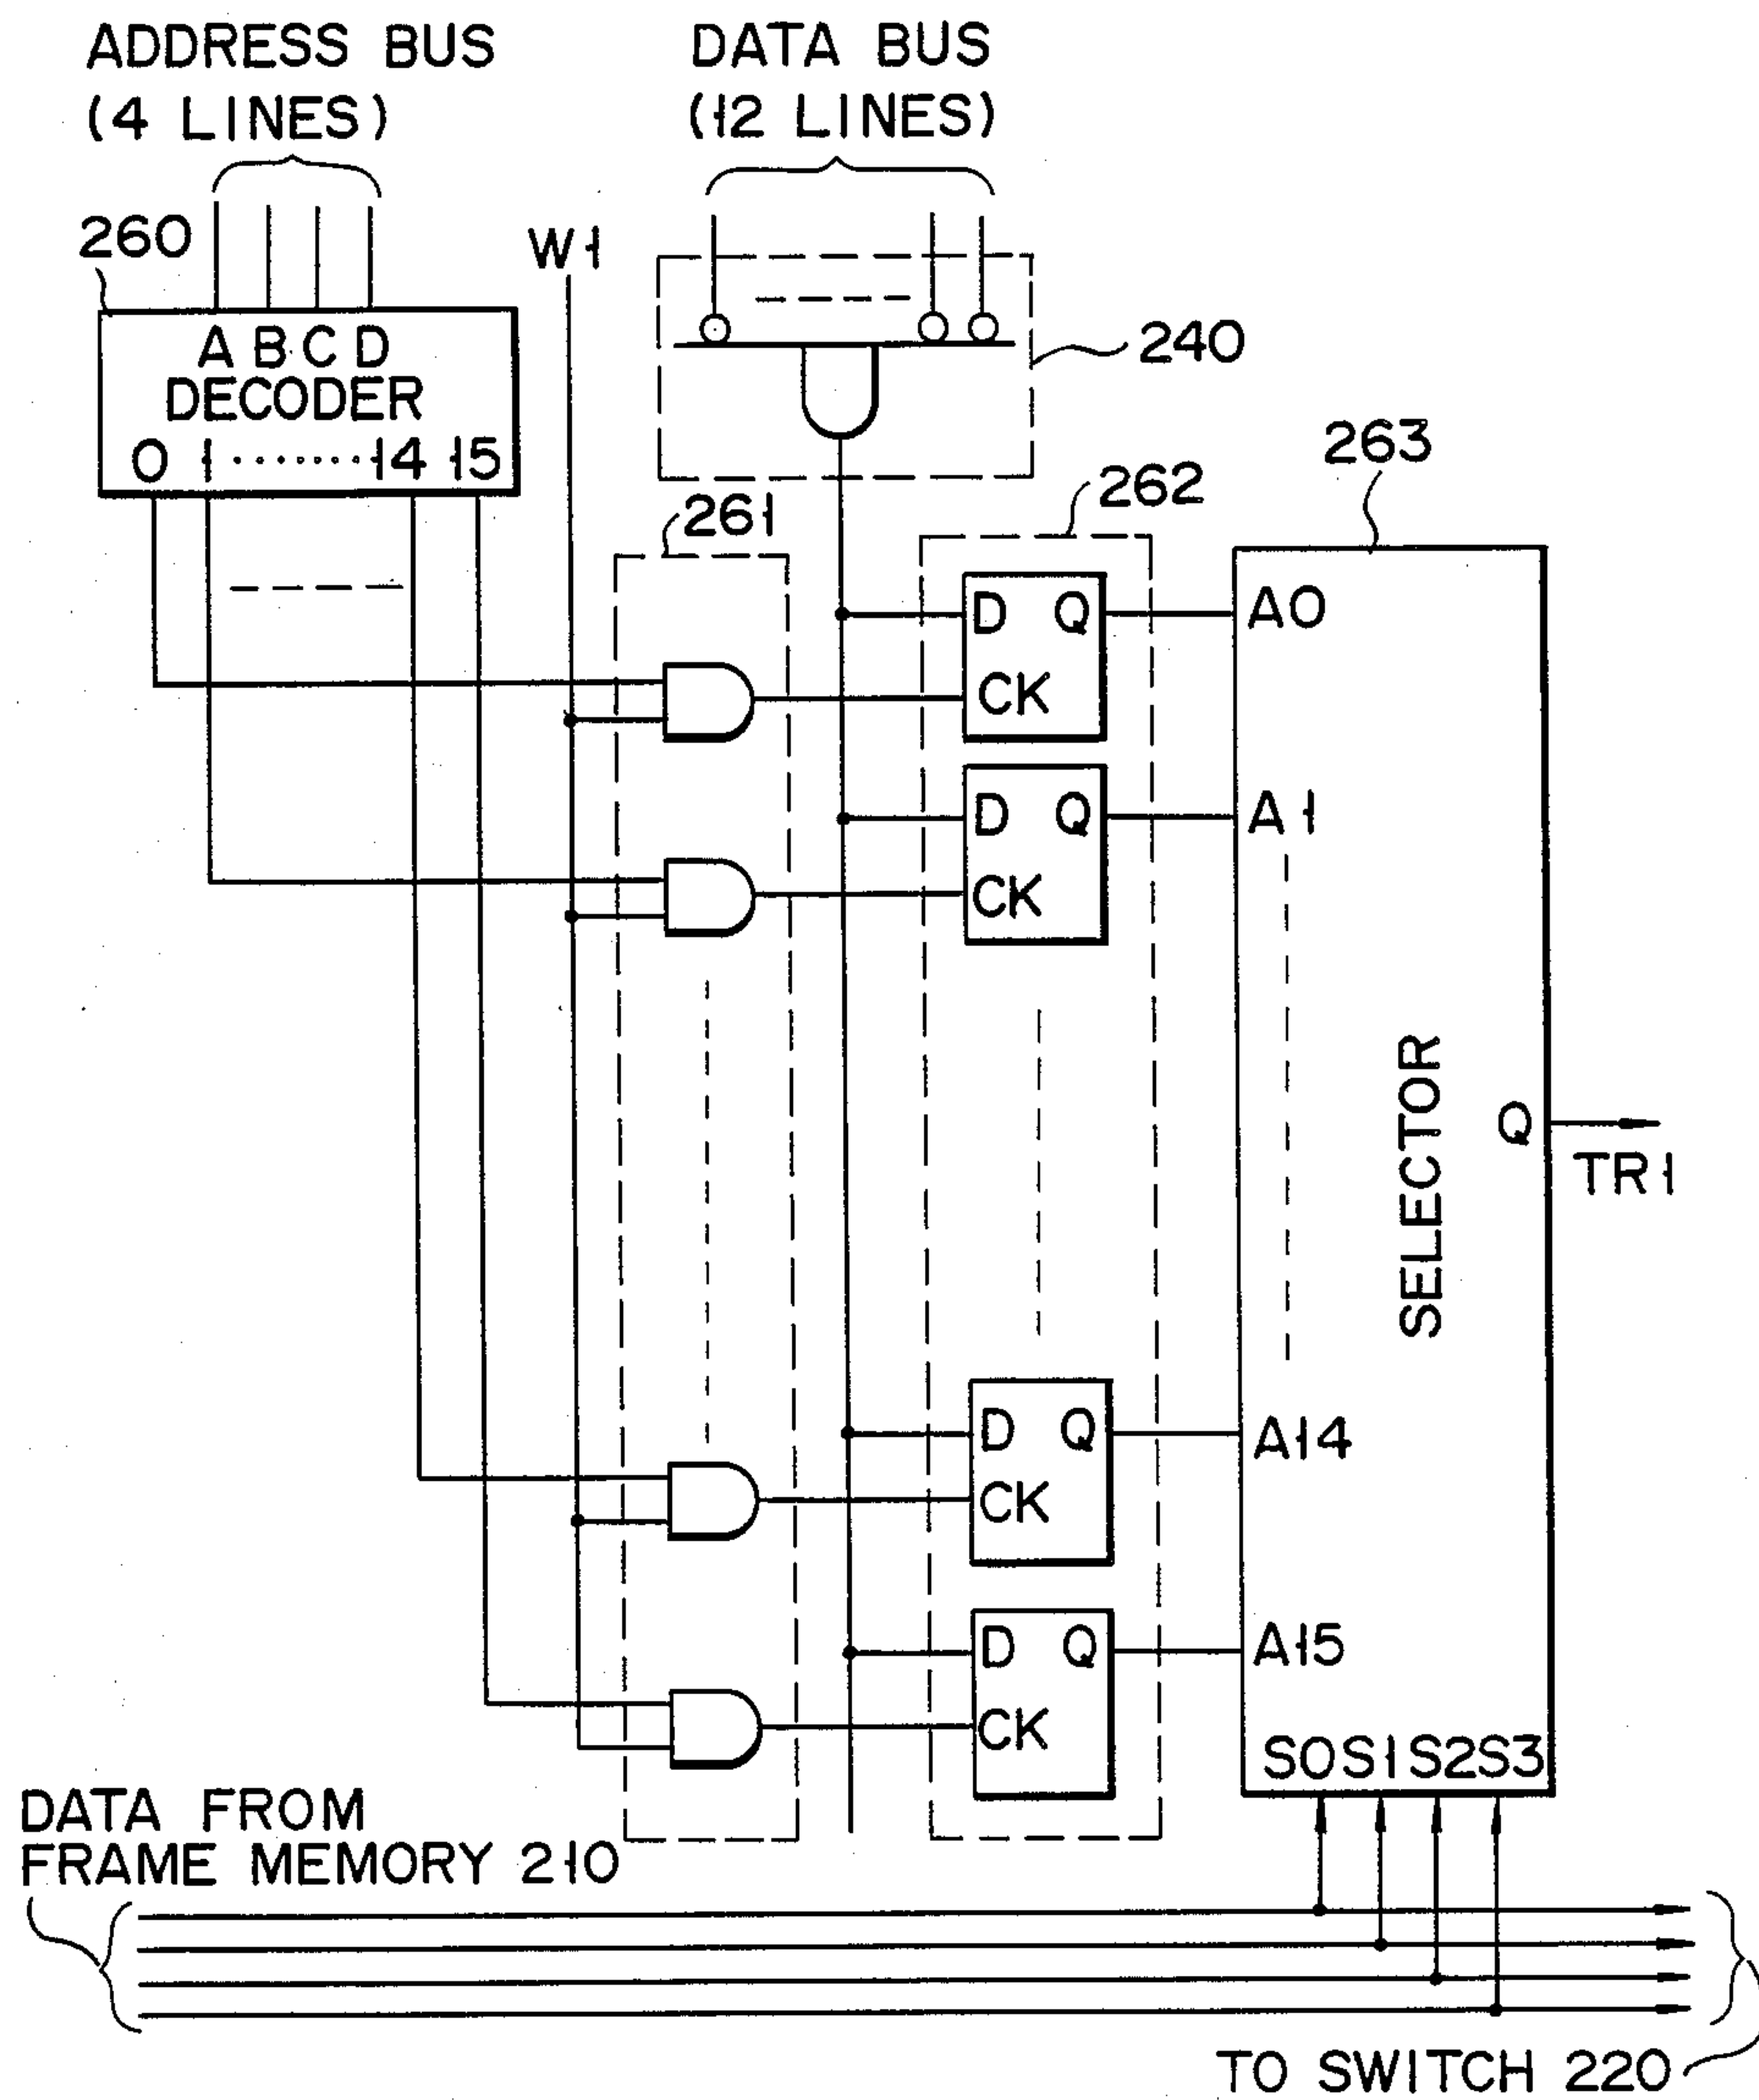 ADDRESS BUS
(4 LINES)
DATA BUS
(12 LINES)
260
W1
A B C D
DECODER
0 1 ....... 14 15
240
261
262
263
D Q
CK
A0
D Q
CK
A1
SELECTOR
Q
TR1
D Q
CK
A14
D Q
CK
A15
S0 S1 S2 S3
DATA FROM
FRAME MEMORY 210
TO SWITCH 220